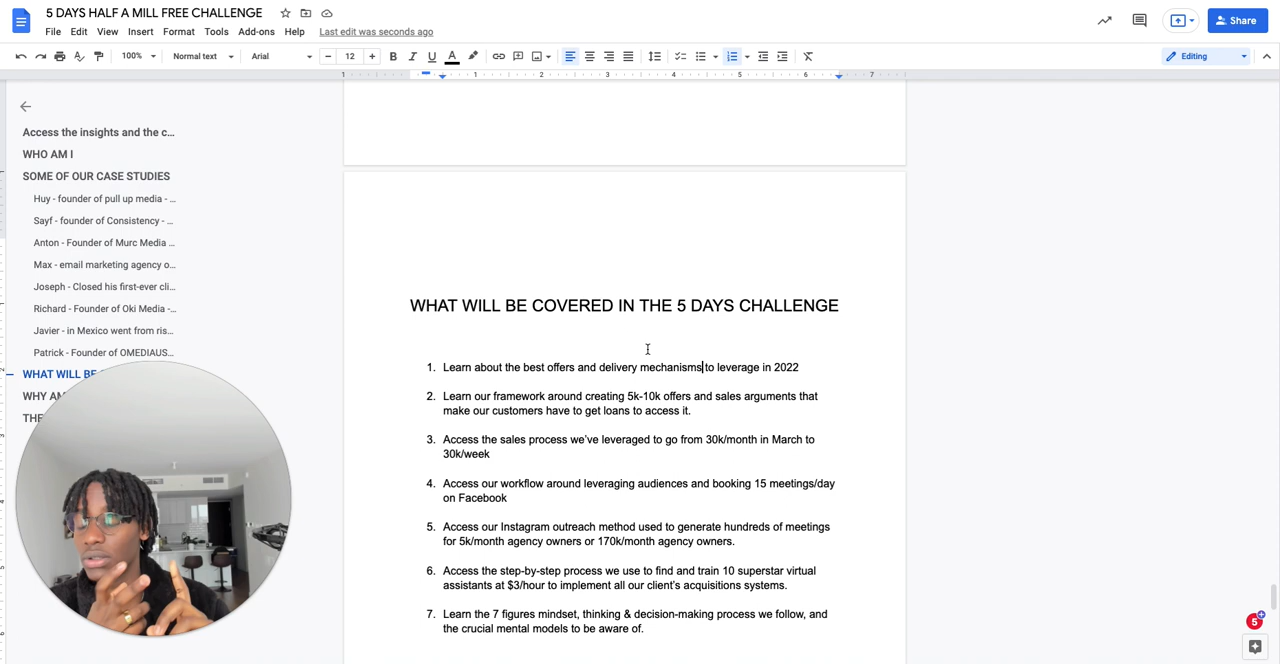 5 DAYS HALF A MILL FREE CHALLENGE
File Edit View Insert Format Tools Add-ons Help Last edit was seconds ago
Share
100% Normal text Arial 12 B I U A Editing
1 1 2 3 4 5 6 7
Access the insights and the c...
WHO AM I
SOME OF OUR CASE STUDIES
Huy - founder of pull up media - ...
Sayf - founder of Consistency - ...
Anton - Founder of Murc Media ...
Max - email marketing agency o...
Joseph - Closed his first-ever cli...
Richard - Founder of Oki Media -...
Javier - in Mexico went from ris...
Patrick - Founder of OMEDIAUS...
WHAT WILL BE
WHY AM
THE
WHAT WILL BE COVERED IN THE 5 DAYS CHALLENGE
1. Learn about the best offers and delivery mechanisms to leverage in 2022
2. Learn our framework around creating 5k-10k offers and sales arguments that
make our customers have to get loans to access it.
3. Access the sales process we've leveraged to go from 30k/month in March to
30k/week
4. Access our workflow around leveraging audiences and booking 15 meetings/day
on Facebook
5. Access our Instagram outreach method used to generate hundreds of meetings
for 5k/month agency owners or 170k/month agency owners.
6. Access the step-by-step process we use to find and train 10 superstar virtual
assistants at $3/hour to implement all our client's acquisitions systems.
7. Learn the 7 figures mindset, thinking & decision-making process we follow, and
the crucial mental models to be aware of.
5